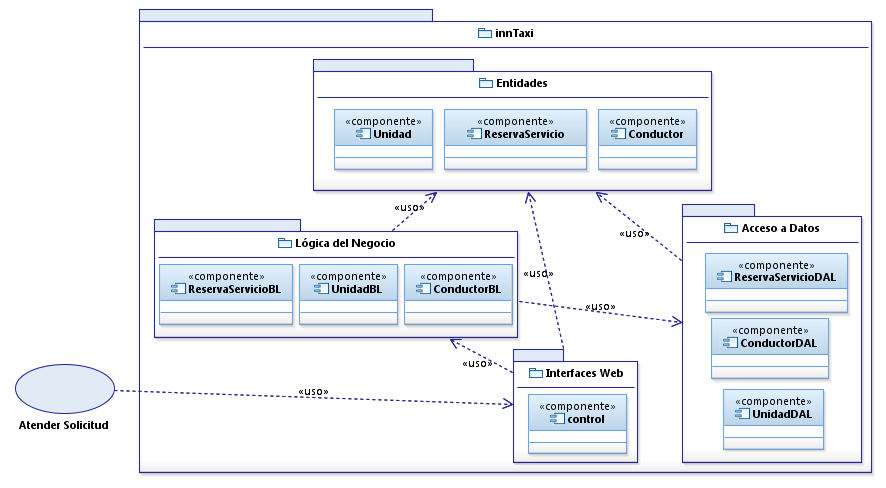 innTaxi
Entidades
«componente»
Unidad
«componente»
ReservaServicio
«componente»
Conductor
«uso»
«uso»
«uso»
Lógica del Negocio
«componente»
ReservaServicioBL
«componente»
UnidadBL
«componente»
ConductorBL
«uso»
Acceso a Datos
«componente»
ReservaServicioDAL
«componente»
ConductorDAL
«componente»
UnidadDAL
«uso»
Interfaces Web
«componente»
control
«uso»
Atender Solicitud